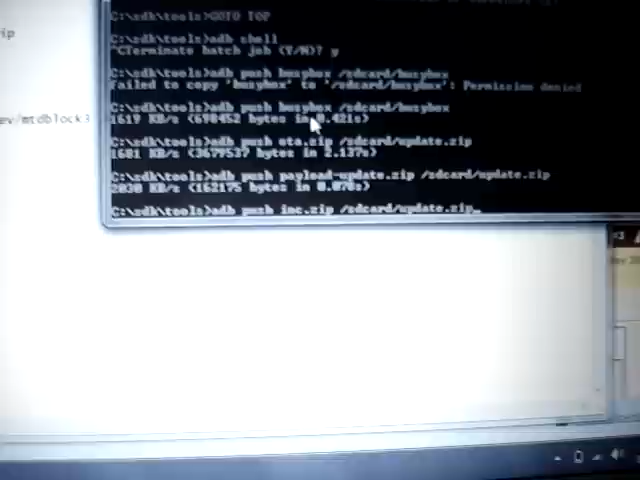 C:\sdk\tools>GOTO TOP
ip
C:\sdk\tools>adb shell
^CTerminate batch job (Y/N)? y
C:\sdk\tools>adb push busybox /sdcard/busybox
failed to copy 'busybox' to '/sdcard/busybox': Permission denied
C:\sdk\tools>adb push busybox /sdcard/busybox
1619 KB/s (698452 bytes in 0.421s)
ev/mtdblock3
C:\sdk\tools>adb push ota.zip /sdcard/update.zip
1681 KB/s (3679537 bytes in 2.137s)
C:\sdk\tools>adb push payload-update.zip /sdcard/update.zip
2030 KB/s (162175 bytes in 0.078s)
C:\sdk\tools>adb push inc.zip /sdcard/update.zip_